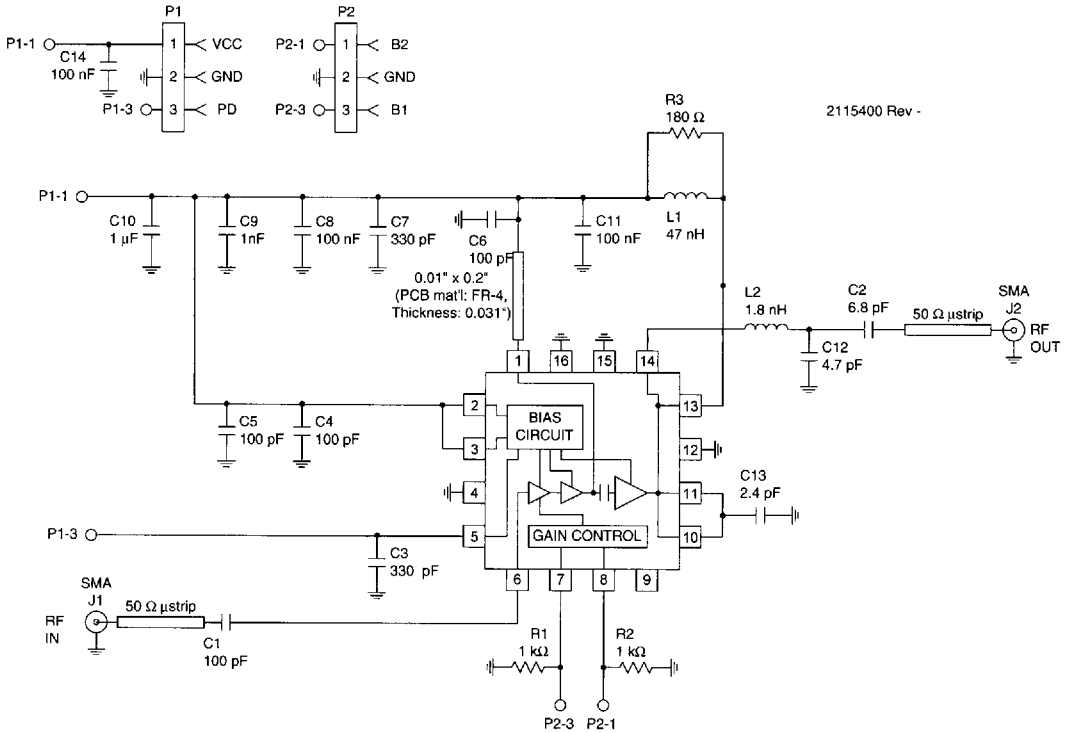 P1
P2
P1-1
1
VCC
P2-1
1
B2
C14
100 nF
2
GND
2
GND
P1-3
3
PD
P2-3
3
B1
R3
180 Ω
2115400 Rev -
P1-1
C10
1 µF
C9
1nF
C8
100 nF
C7
330 pF
C6
100 pF
C11
100 nF
L1
47 nH
0.01" x 0.2"
(PCB mat'l: FR-4,
Thickness: 0.031")
L2
1.8 nH
C2
6.8 pF
50 Ω µstrip
SMA
J2
RF
OUT
C12
4.7 pF
1
16
15
14
2
13
C5
100 pF
C4
100 pF
3
BIAS
CIRCUIT
12
4
11
C13
2.4 pF
P1-3
5
GAIN CONTROL
10
C3
330 pF
6
7
8
9
SMA
J1
RF
IN
50 Ω µstrip
C1
100 pF
R1
1 kΩ
R2
1 kΩ
P2-3
P2-1